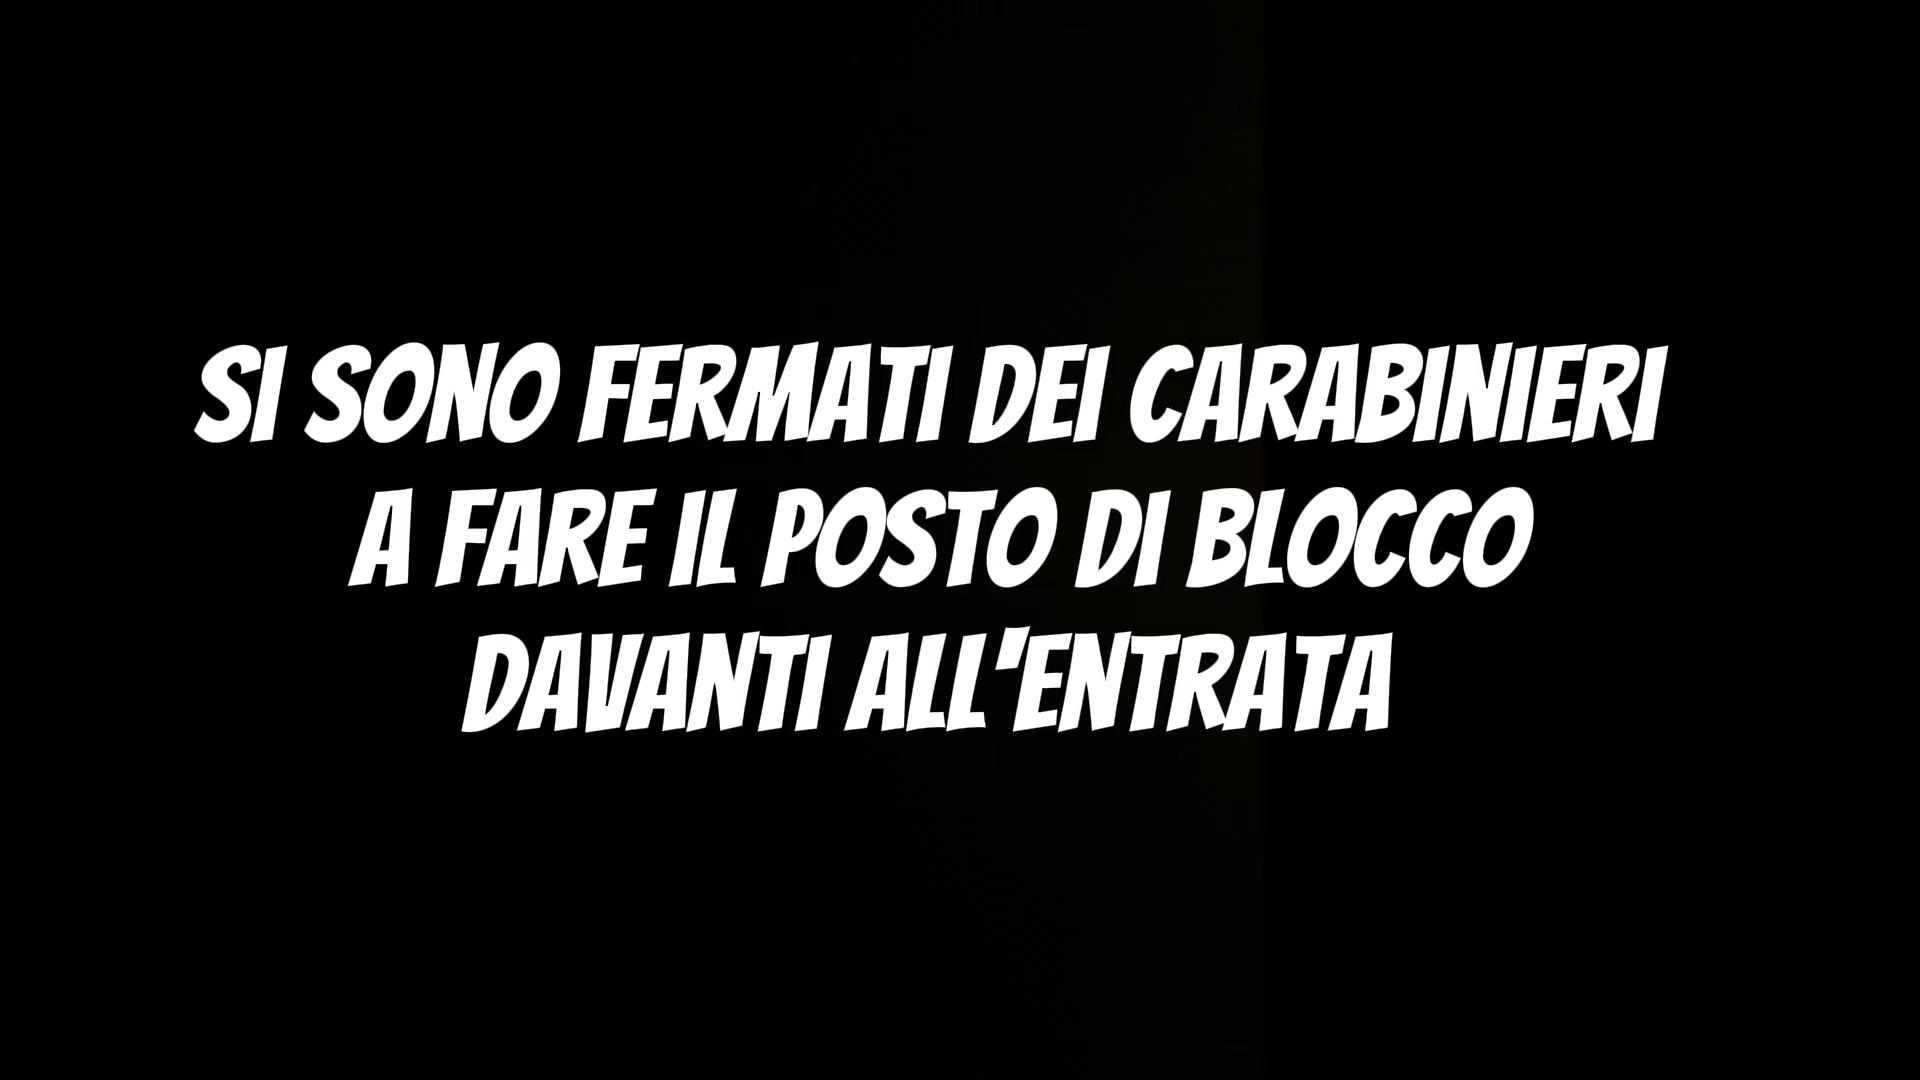 SI SONO FERMATI DEI CARABINIERI
A FARE IL POSTO DI BLOCCO
DAVANTI ALL'ENTRATA